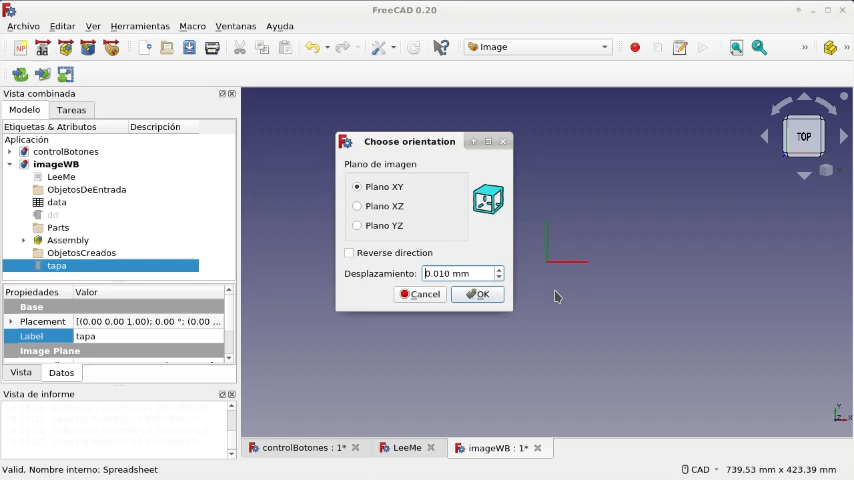 FreeCAD 0.20
Archivo Editar Ver Herramientas Macro Ventanas Ayuda
Image
Vista combinada
Modelo Tareas
Etiquetas & Atributos Descripción
Aplicación
controlBotones
imageWB
LeeMe
ObjetosDeEntrada
data
dd
Parts
Assembly
ObjetosCreados
tapa
Propiedades Valor
Base
Placement [(0.00 0.00 1.00); 0.00 °; (0.00 ...
Label tapa
Image Plane
Vista Datos
Vista de informe
Choose orientation
Plano de imagen
Plano XY
Plano XZ
Plano YZ
Reverse direction
Desplazamiento: 0.010 mm
Cancel OK
TOP
Y
Z X
controlBotones : 1* LeeMe imageWB : 1*
Valid, Nombre interno: Spreadsheet CAD 739.53 mm x 423.39 mm